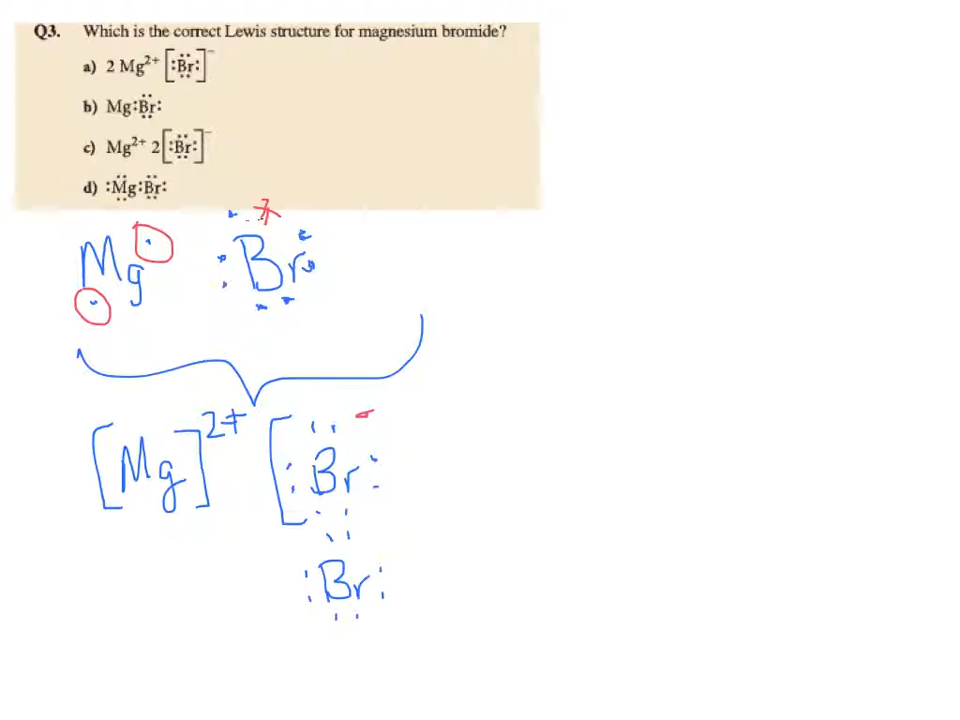 Q3. Which is the correct Lewis structure for magnesium bromide?
a) 2 Mg²⁺ [:B̈r:]⁻
b) Mg:B̈r:
c) Mg²⁺ 2[:B̈r:]⁻
d) :M̈g:B̈r:
Mg :Br
[Mg]²⁺ [:Br: -
:Br: